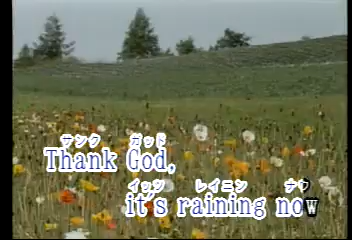 テンク ガッド
Thank God,
イッツ レイニン ナウ
it's raining now